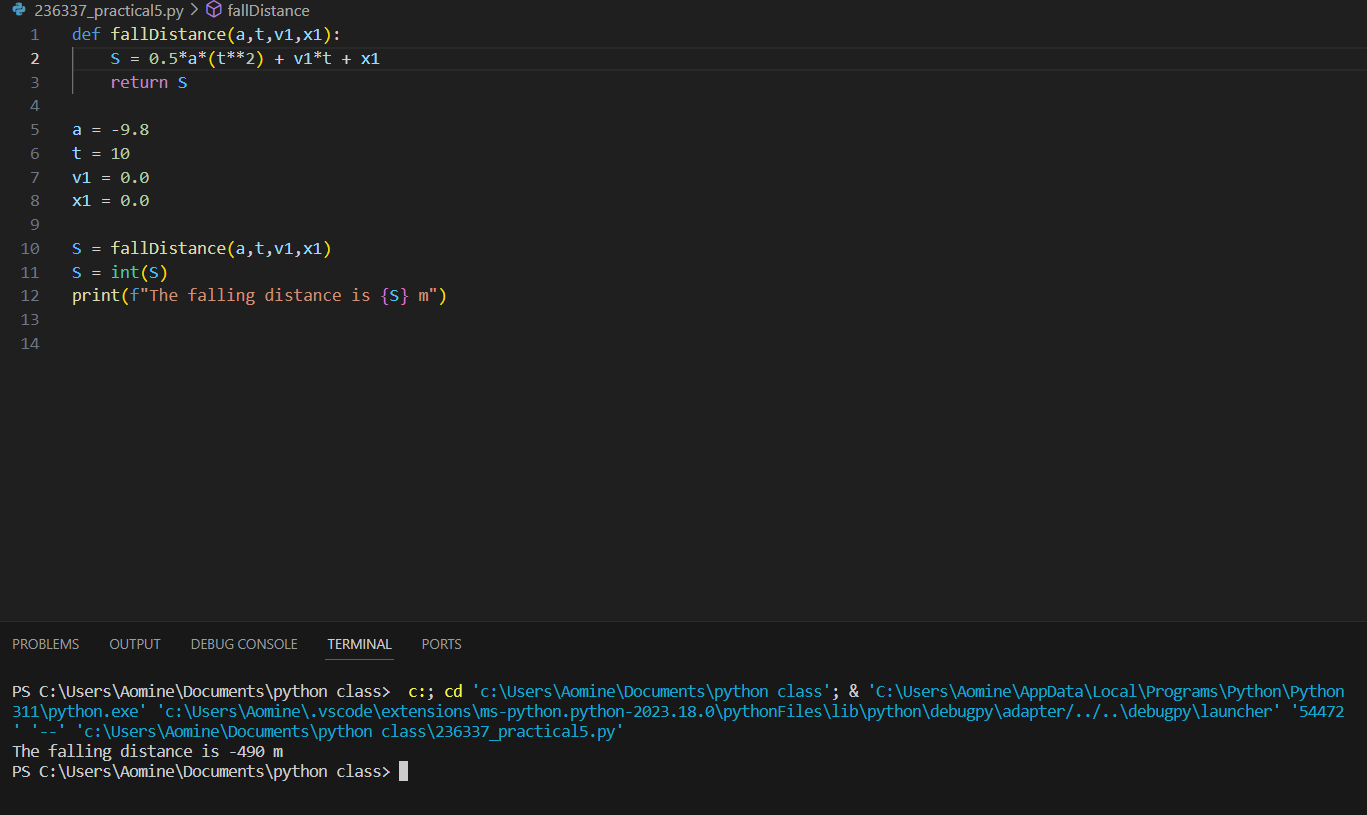 236337_practical5.py > fallDistance
1 def fallDistance(a,t,v1,x1):
2     S = 0.5*a*(t**2) + v1*t + x1
3     return S
4
5 a = -9.8
6 t = 10
7 v1 = 0.0
8 x1 = 0.0
9
10 S = fallDistance(a,t,v1,x1)
11 S = int(S)
12 print(f"The falling distance is {S} m")
13
14
PROBLEMS OUTPUT DEBUG CONSOLE TERMINAL PORTS
PS C:\Users\Aomine\Documents\python class>  c:; cd 'c:\Users\Aomine\Documents\python class'; & 'C:\Users\Aomine\AppData\Local\Programs\Python\Python
311\python.exe' 'c:\Users\Aomine\.vscode\extensions\ms-python.python-2023.18.0\pythonFiles\lib\python\debugpy\adapter/../..\debugpy\launcher' '54472
' '--' 'c:\Users\Aomine\Documents\python class\236337_practical5.py'
The falling distance is -490 m
PS C:\Users\Aomine\Documents\python class>